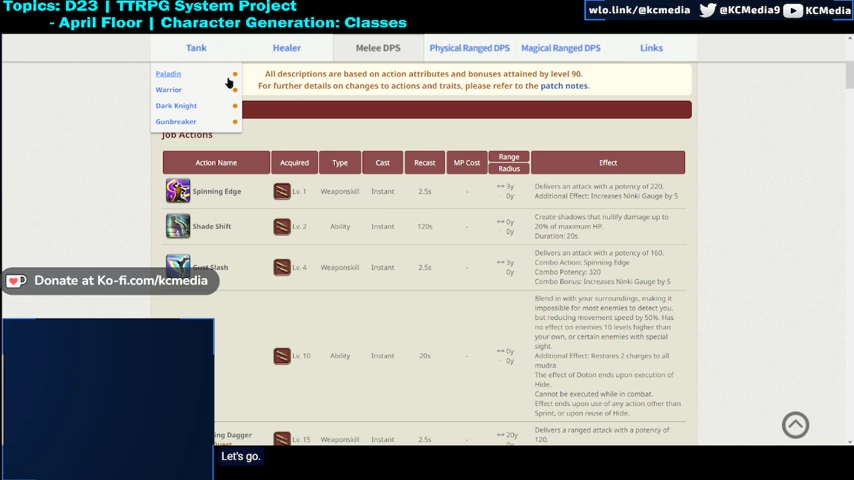 Topics: D23 | TTRPG System Project
- April Floor | Character Generation: Classes
wlo.link/@kcmedia KCMedia9 KCMedia
Tank Healer Melee DPS Physical Ranged DPS Magical Ranged DPS Links
Paladin
Warrior
Dark Knight
Gunbreaker
All descriptions are based on action attributes and bonuses attained by level 90.
For further details on changes to actions and traits, please refer to the patch notes.
Job Actions
Action Name Acquired Type Cast Recast MP Cost Range Radius Effect
Spinning Edge Lv. 1 Weaponskill Instant 2.5s - 3y 0y
Delivers an attack with a potency of 220.
Additional Effect: Increases Ninki Gauge by 5
Shade Shift Lv. 2 Ability Instant 120s - 0y 0y
Create shadows that nullify damage up to
20% of maximum HP.
Duration: 20s
Gust Slash Lv. 4 Weaponskill Instant 2.5s - 3y 0y
Delivers an attack with a potency of 160.
Combo Action: Spinning Edge
Combo Potency: 320
Combo Bonus: Increases Ninki Gauge by 5
Donate at Ko-fi.com/kcmedia
Lv. 10 Ability Instant 20s - 0y 0y
Blend in with your surroundings, making it
impossible for most enemies to detect you,
but reducing movement speed by 50%. Has
no effect on enemies 10 levels higher than
your own, or certain enemies with special
sight.
Additional Effect: Restores 2 charges to all
mudra
The effect of Doton ends upon execution of
Hide.
Cannot be executed while in combat.
Effect ends upon use of any action other than
Sprint, or upon reuse of Hide.
ing Dagger Lv. 15 Weaponskill Instant 2.5s - 20y
Delivers a ranged attack with a potency of
120.
Let's go.